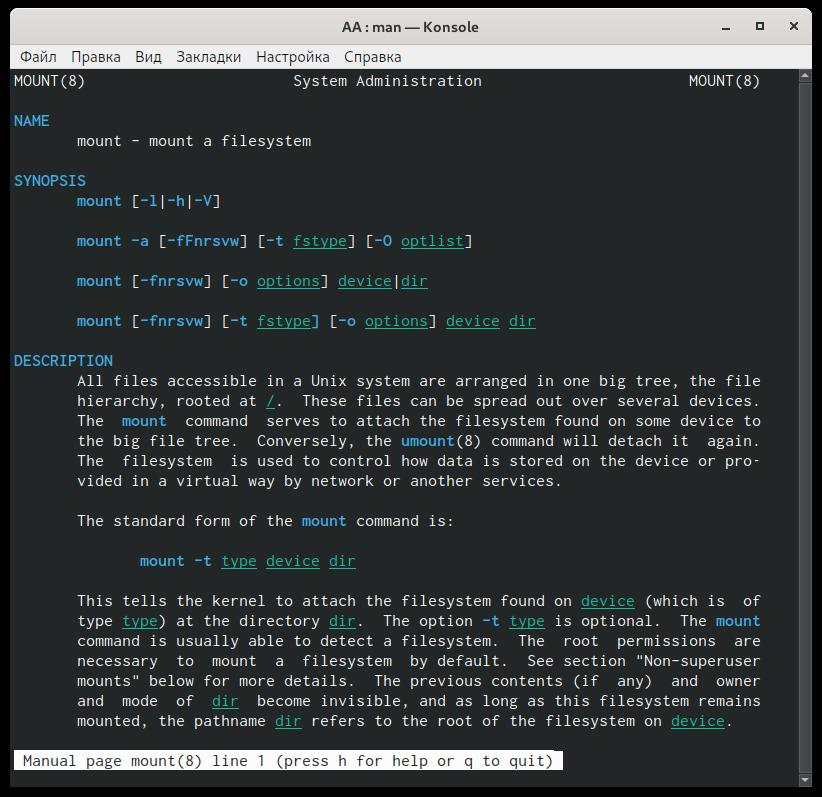 AA : man — Konsole
Файл Правка Вид Закладки Настройка Справка
MOUNT(8) System Administration MOUNT(8)
NAME
mount - mount a filesystem
SYNOPSIS
mount [-l|-h|-V]
mount -a [-fFnrsvw] [-t fstype] [-O optlist]
mount [-fnrsvw] [-o options] device|dir
mount [-fnrsvw] [-t fstype] [-o options] device dir
DESCRIPTION
All files accessible in a Unix system are arranged in one big tree, the file
hierarchy, rooted at /. These files can be spread out over several devices.
The mount command serves to attach the filesystem found on some device to
the big file tree. Conversely, the umount(8) command will detach it again.
The filesystem is used to control how data is stored on the device or pro-
vided in a virtual way by network or another services.
The standard form of the mount command is:
mount -t type device dir
This tells the kernel to attach the filesystem found on device (which is of
type type) at the directory dir. The option -t type is optional. The mount
command is usually able to detect a filesystem. The root permissions are
necessary to mount a filesystem by default. See section "Non-superuser
mounts" below for more details. The previous contents (if any) and owner
and mode of dir become invisible, and as long as this filesystem remains
mounted, the pathname dir refers to the root of the filesystem on device.
Manual page mount(8) line 1 (press h for help or q to quit)